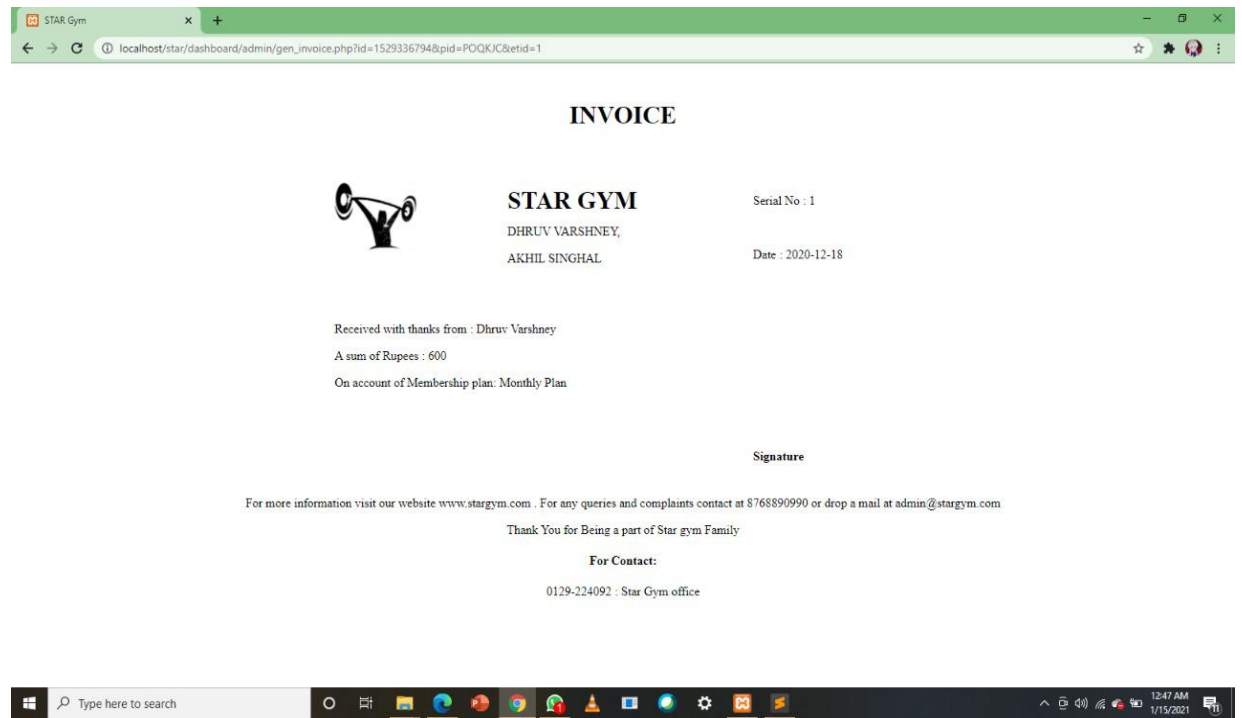 STAR Gym
localhost/star/dashboard/admin/gen_invoice.php?id=1529336794&pid=POQKJC&etid=1
INVOICE
STAR GYM
Serial No : 1
DHRUV VARSHNEY,
AKHIL SINGHAL
Date : 2020-12-18
Received with thanks from : Dhruv Varshney
A sum of Rupees : 600
On account of Membership plan: Monthly Plan
Signature
For more information visit our website www.stargym.com . For any queries and complaints contact at 8768890990 or drop a mail at admin@stargym.com
Thank You for Being a part of Star gym Family
For Contact:
0129-224092 : Star Gym office
Type here to search
12:47 AM
1/15/2021